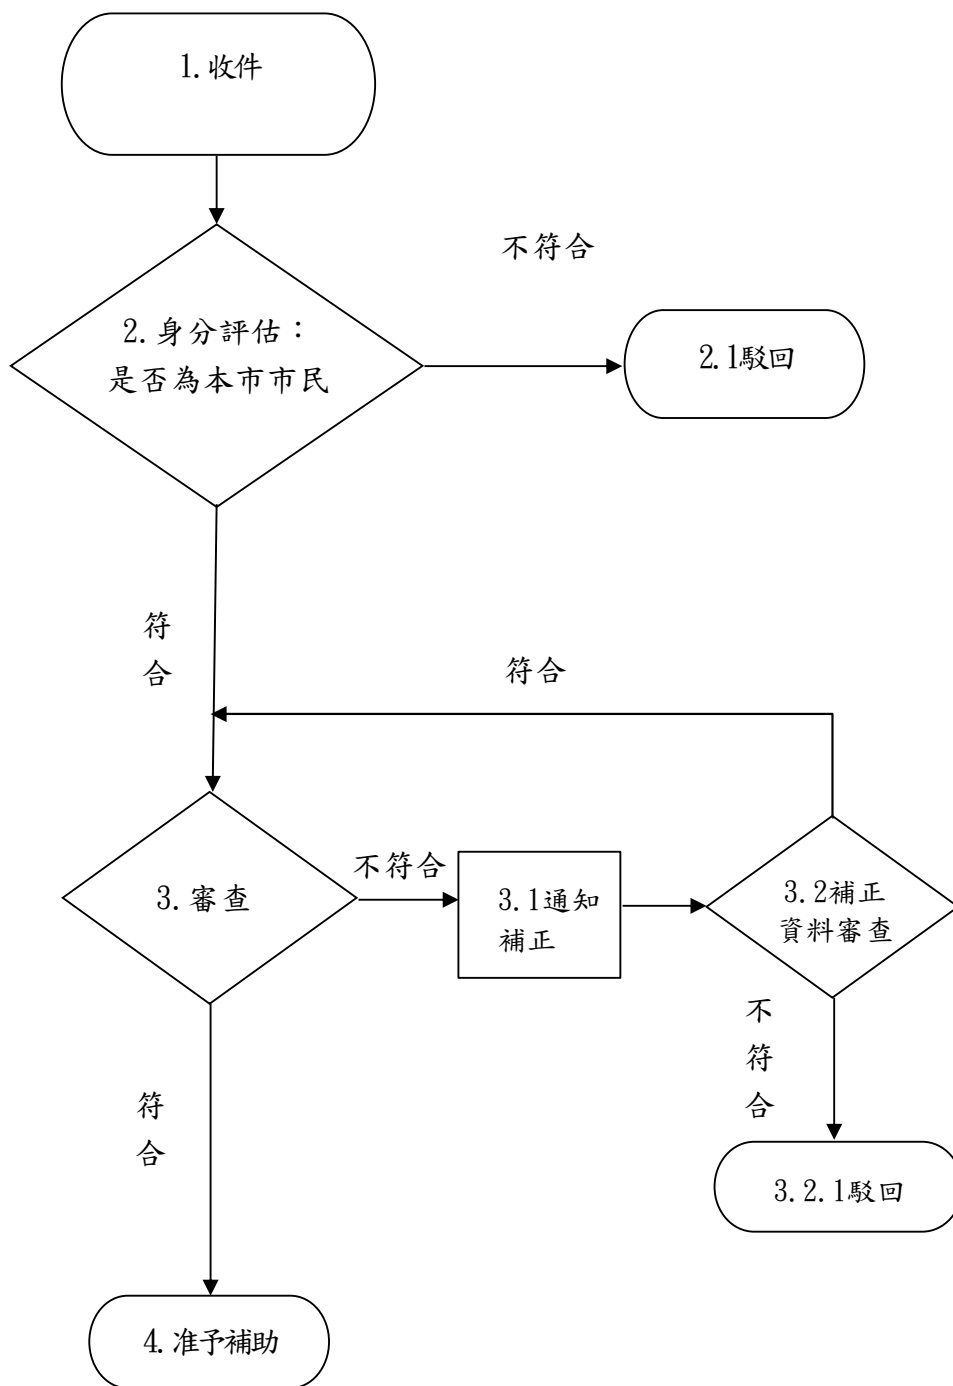 1.收件
不符合
2.身分評估：
是否為本市市民
2.1駁回
符
合
符合
不符合
3.審查
3.1通知
補正
3.2補正
資料審查
不
符
合
符
合
3.2.1駁回
4.准予補助